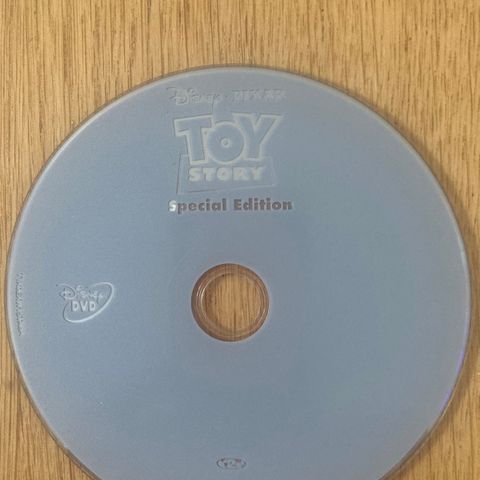 Disney · PIXAR
TOY
STORY
Special Edition
Disney
DVD